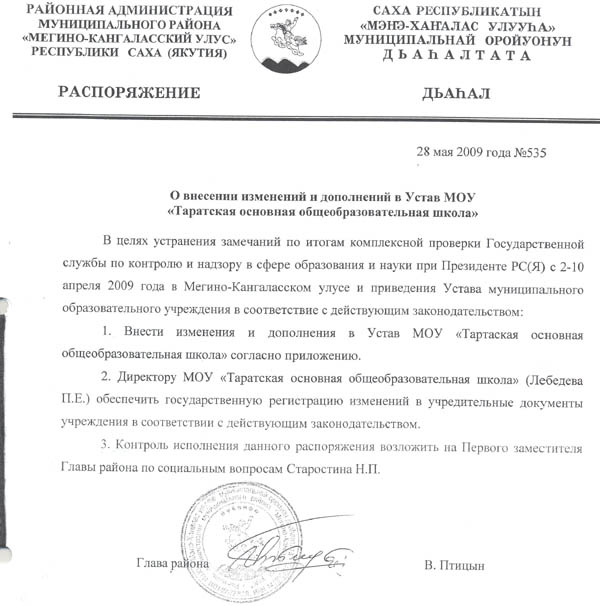 РАЙОННАЯ АДМИНИСТРАЦИЯ
МУНИЦИПАЛЬНОГО РАЙОНА
«МЕГИНО-КАНГАЛАССКИЙ УЛУС»
РЕСПУБЛИКИ САХА (ЯКУТИЯ)
САХА РЕСПУБЛИКАТЫН
«МЭҤЭ-ХАҤАЛАС УЛУУҺА»
МУНИЦИПАЛЬНАЙ ОРОЙУОНУН
ДЬАҺАЛТАТА
РАСПОРЯЖЕНИЕ
ДЬАҺАЛ
28 мая 2009 года №535
О внесении изменений и дополнений в Устав МОУ
«Таратская основная общеобразовательная школа»
В целях устранения замечаний по итогам комплексной проверки Государственной
службы по контролю и надзору в сфере образования и науки при Президенте РС(Я) с 2-10
апреля 2009 года в Мегино-Кангаласском улусе и приведения Устава муниципального
образовательного учреждения в соответствие с действующим законодательством:
1. Внести изменения и дополнения в Устав МОУ «Тартаская основная
общеобразовательная школа» согласно приложению.
2. Директору МОУ «Таратская основная общеобразовательная школа» (Лебедева
П.Е.) обеспечить государственную регистрацию изменений в учредительные документы
учреждения в соответствии с действующим законодательством.
3. Контроль исполнения данного распоряжения возложить на Первого заместителя
Главы района по социальным вопросам Старостина Н.П.
Глава района
В. Птицын